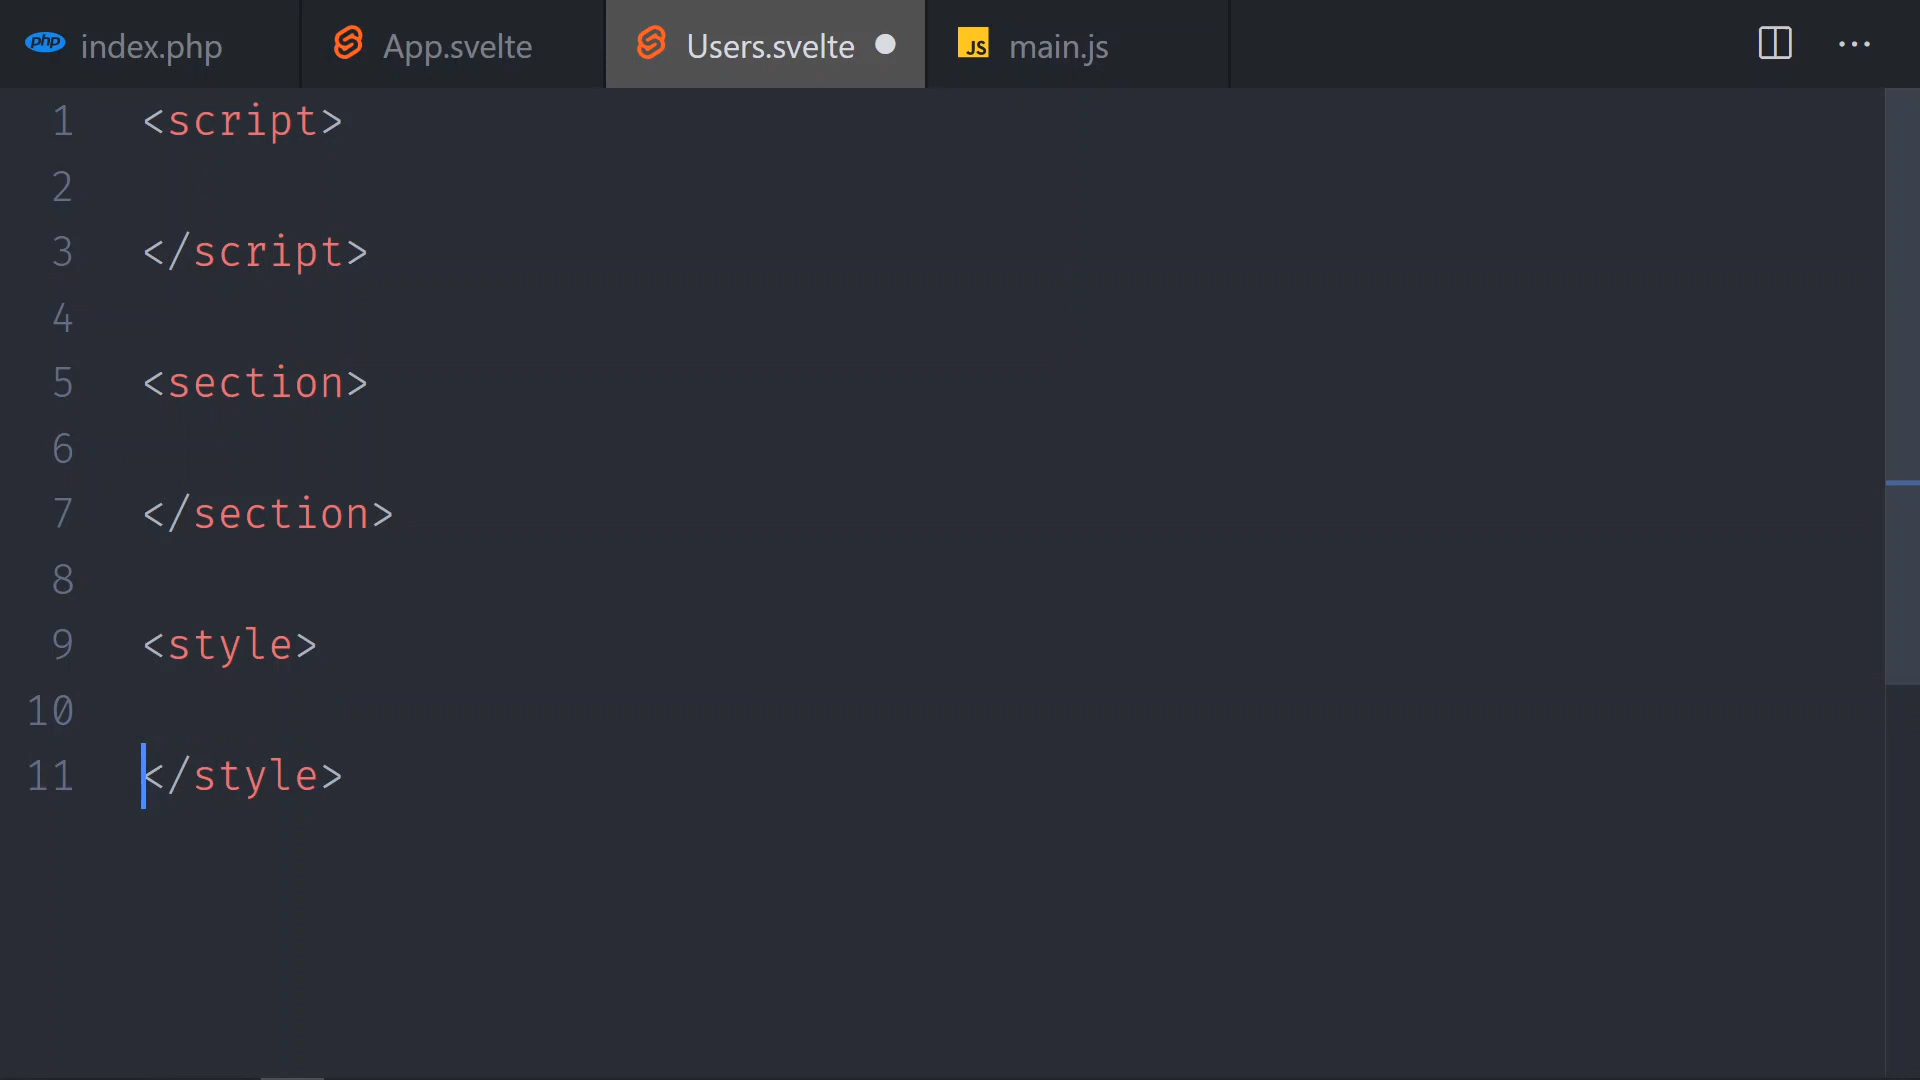 php index.php App.svelte Users.svelte JS main.js
1 <script>
2
3 </script>
4
5 <section>
6
7 </section>
8
9 <style>
10
11 </style>